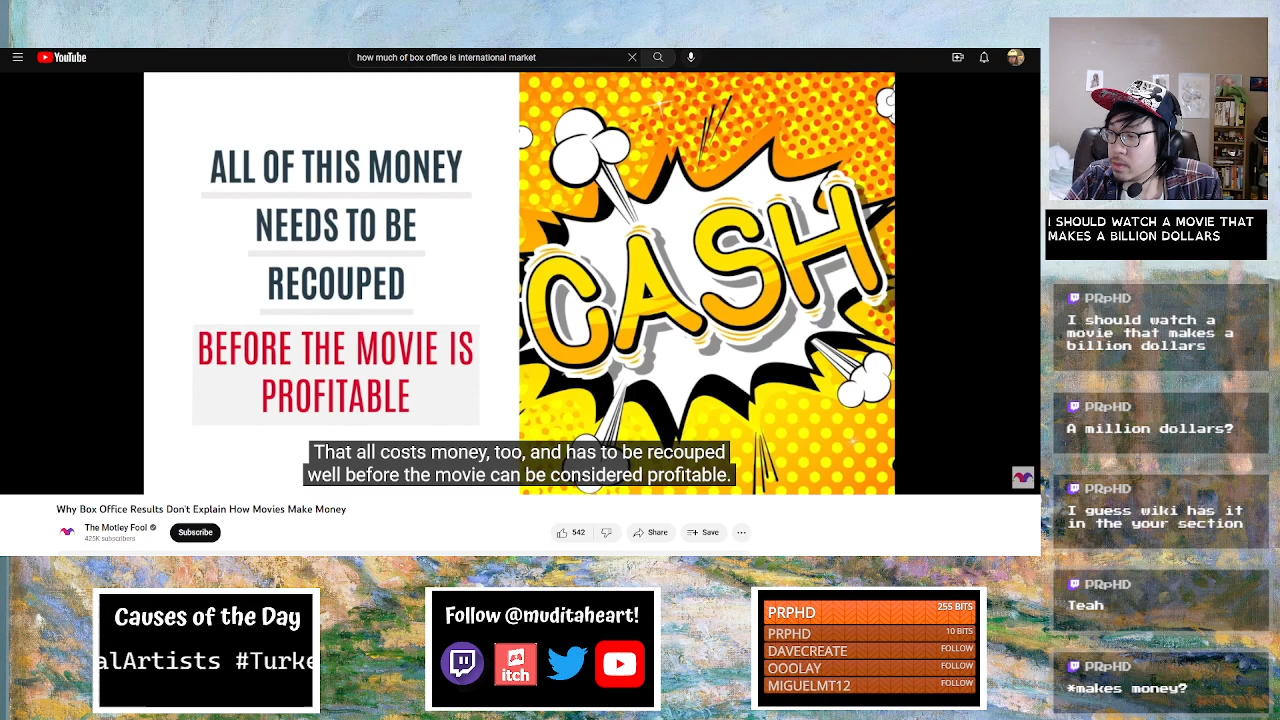 YouTube
how much of box office is international market
ALL OF THIS MONEY
NEEDS TO BE
RECOUPED
BEFORE THE MOVIE IS
PROFITABLE
CASH
That all costs money, too, and has to be recouped
well before the movie can be considered profitable.
Why Box Office Results Don't Explain How Movies Make Money
The Motley Fool
425K subscribers
Subscribe
542
Share
Save
I SHOULD WATCH A MOVIE THAT
MAKES A BILLION DOLLARS
PRpHD
I should watch a
movie that makes a
billion dollars
PRpHD
A million dollars?
PRpHD
I guess wiki has it
in the your section
PRpHD
Teah
PRpHD
*makes money?
Causes of the Day
alArtists #Turke
Follow @muditaheart!
itch
PRPHD 255 BITS
PRPHD 10 BITS
DAVECREATE FOLLOW
OOOLAY FOLLOW
MIGUELMT12 FOLLOW